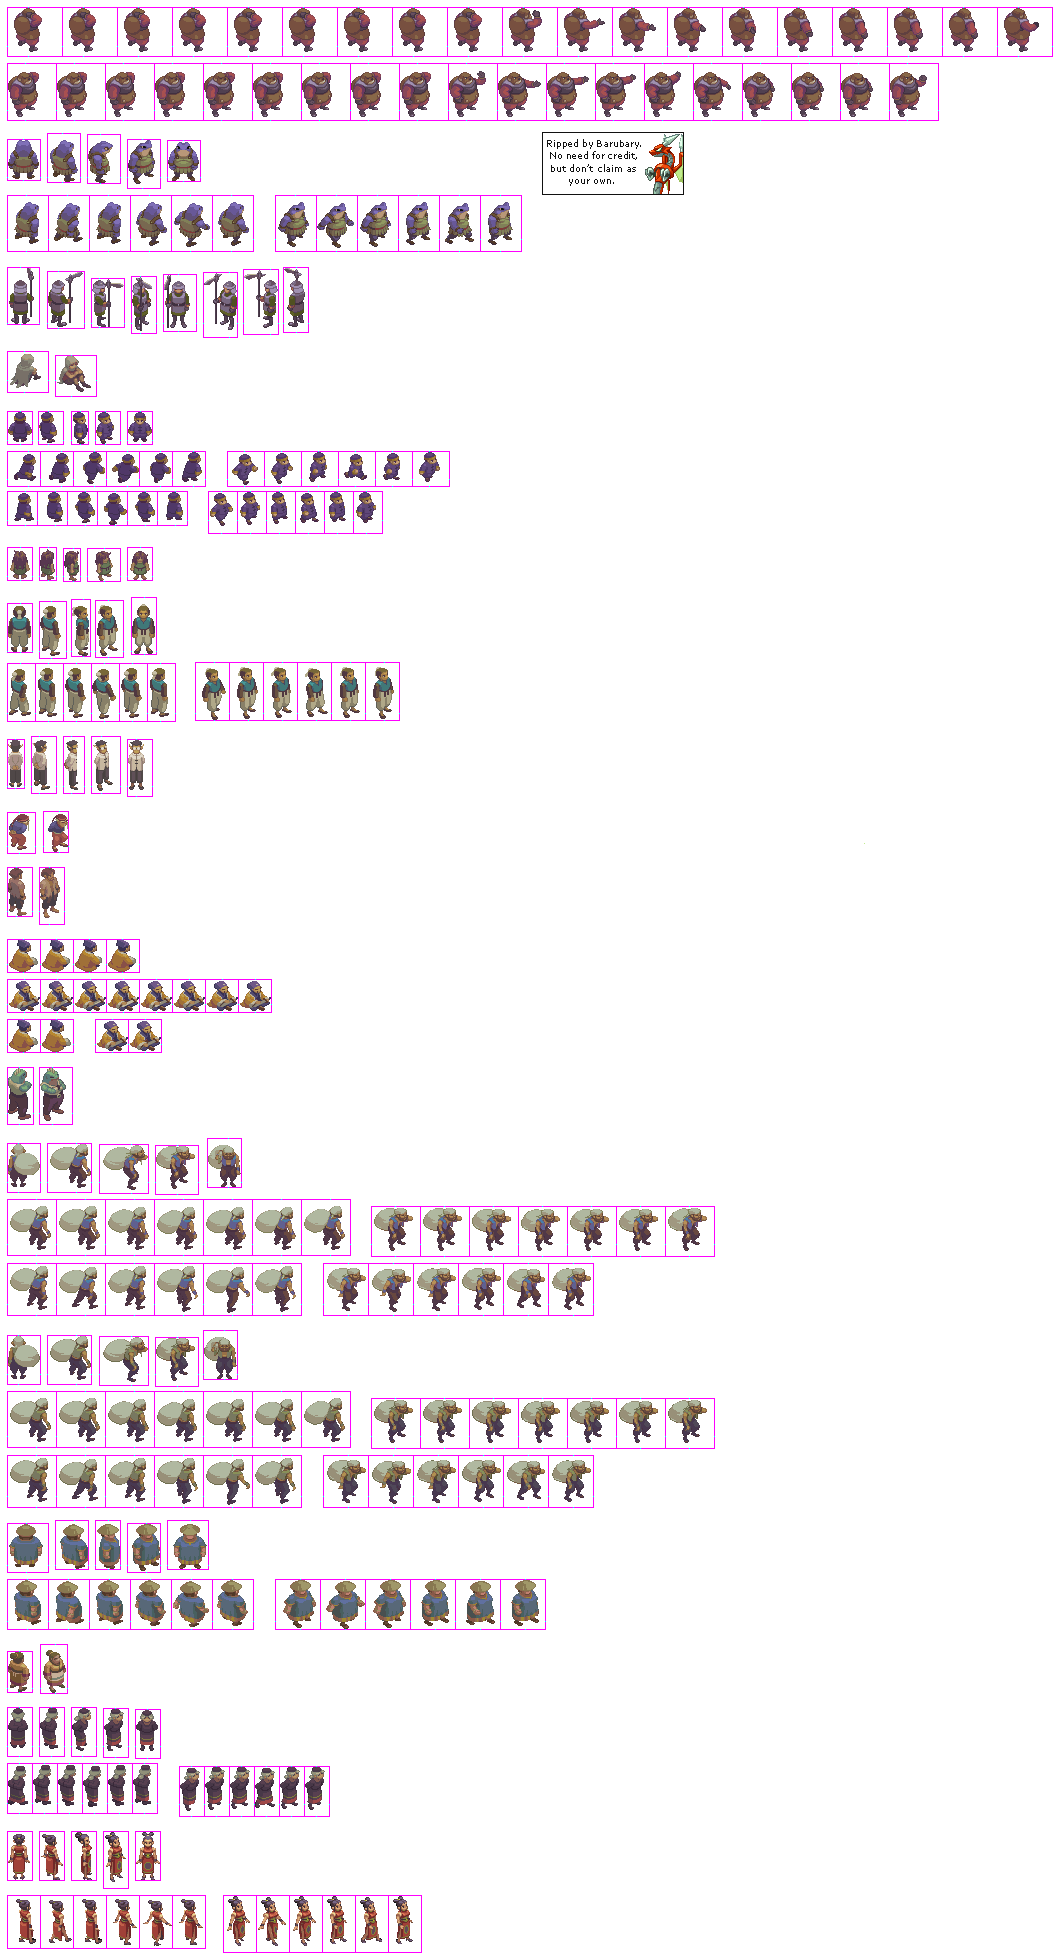 Ripped by Barubary.
No need for credit,
but don't claim as
your own.